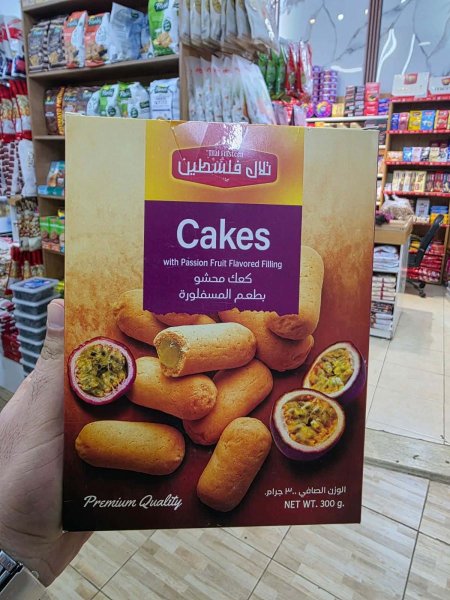 تلال فلسطين
Cakes
with Passion Fruit Flavored Filling
كعك محشو
بطعم المسفلورة
Premium Quality
الوزن الصافي ٣٠٠ جرام.
NET WT. 300 g.